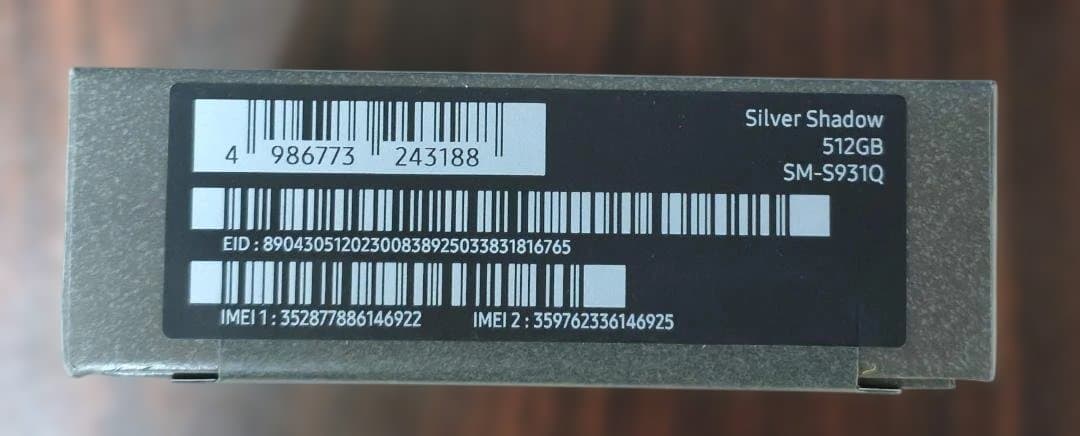 4 986773 243188
Silver Shadow
512GB
SM-S931Q
EID : 89043051202300838925033831816765
IMEI 1 : 352877886146922
IMEI 2 : 359762336146925